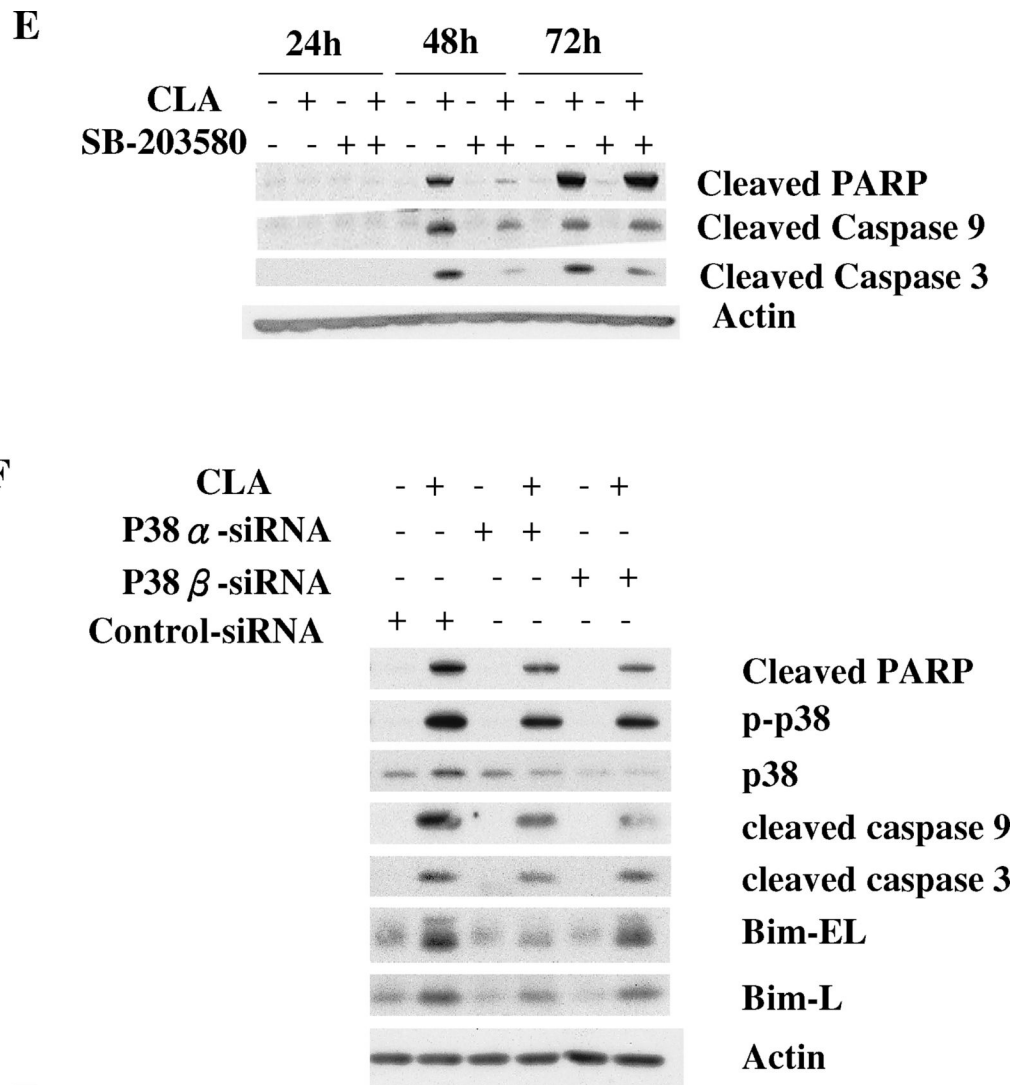 E
24h 48h 72h
CLA - + - + - + - + - + - +
SB-203580 - - + + - - + + - - + +
Cleaved PARP
Cleaved Caspase 9
Cleaved Caspase 3
Actin
F
CLA - + - + - +
P38 α-siRNA - - + + - -
P38 β-siRNA - - - - + +
Control-siRNA + + - - - -
Cleaved PARP
p-p38
p38
cleaved caspase 9
cleaved caspase 3
Bim-EL
Bim-L
Actin